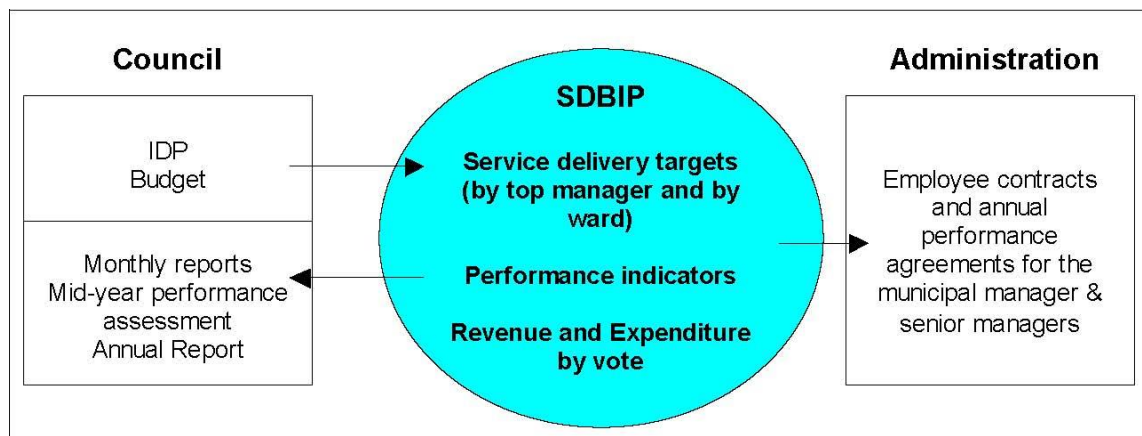 Council
IDP
Budget
Monthly reports
Mid-year performance
assessment
Annual Report
SDBIP
Service delivery targets
(by top manager and by
ward)
Performance indicators
Revenue and Expenditure
by vote
Administration
Employee contracts
and annual
performance
agreements for the
municipal manager &
senior managers